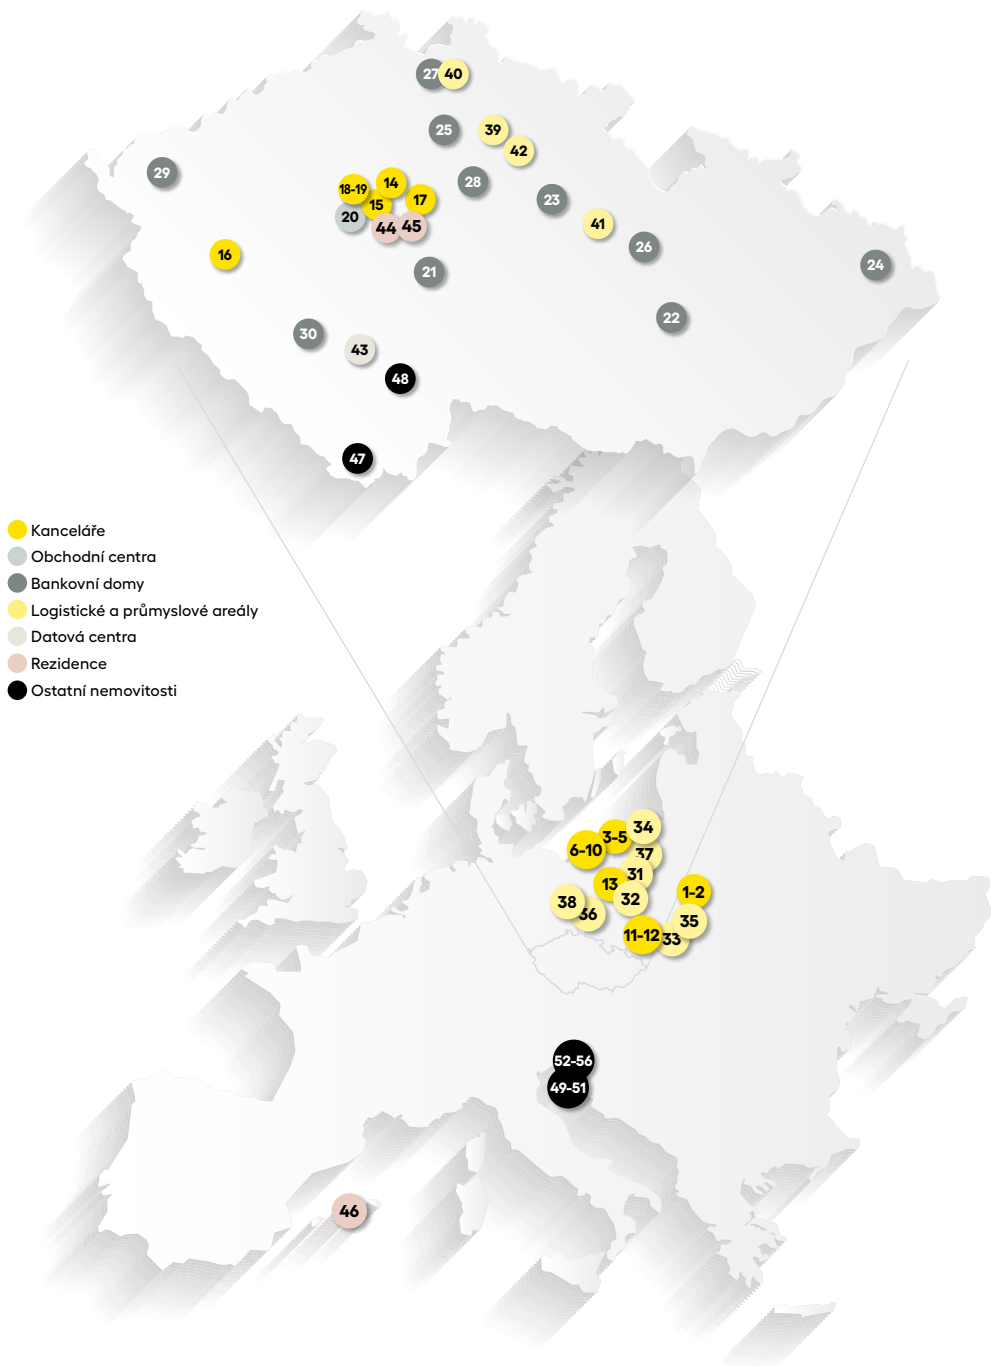 27 40
25 39
42
29
18-19 14 28
15 17 23
20 44 45 41
26
16 24
21
22
30
43
48
47
Kanceláře
Obchodní centra
Bankovní domy
Logistické a průmyslové areály
Datová centra
Rezidence
Ostatní nemovitosti
34
3-5
6-10
37
31
13
1-2
32
38
36
35
11-12
33
52-56
49-51
46